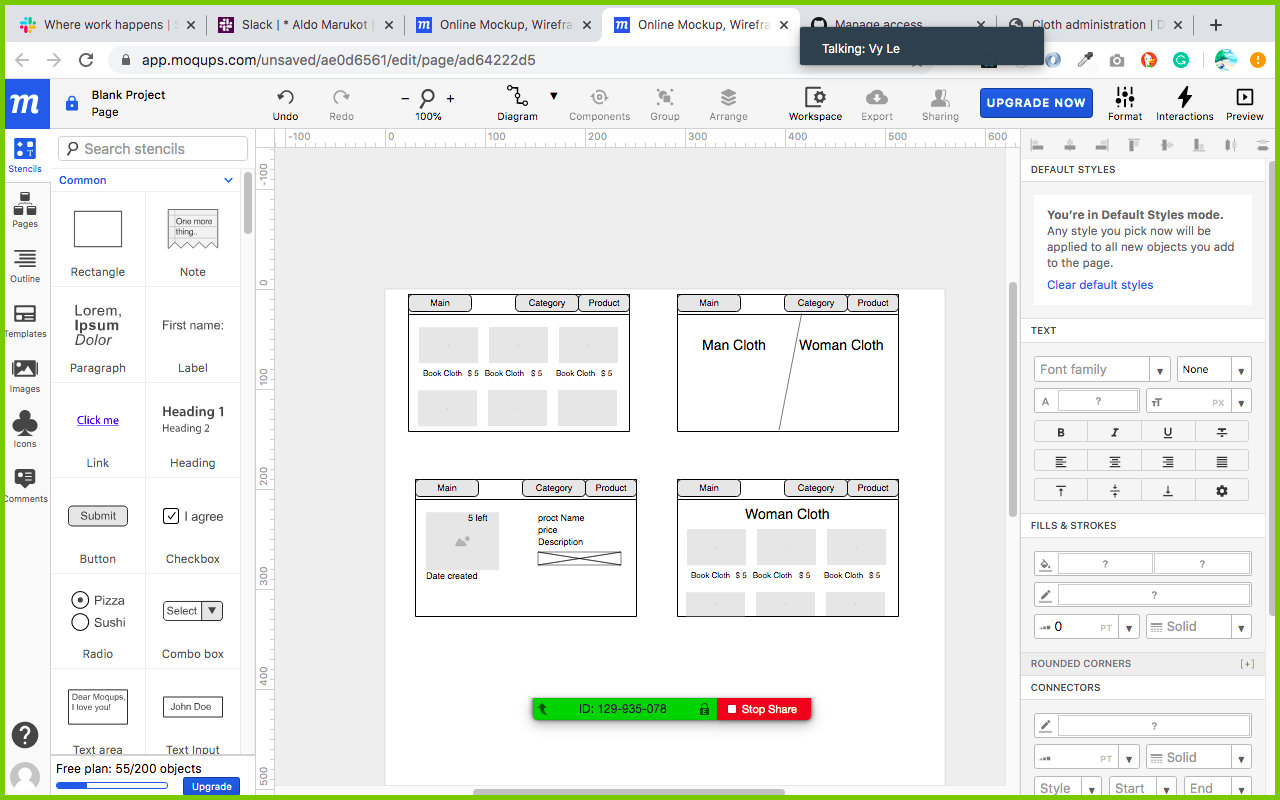 Where work happens | S
Slack | * Aldo Marukot |
Online Mockup, Wirefra
Online Mockup, Wirefra
Manage access
Cloth administration | D
Talking: Vy Le
app.moqups.com/unsaved/ae0d6561/edit/page/ad64222d5
m
Blank Project
Page
Undo
Redo
100%
Diagram
Components
Group
Arrange
Workspace
Export
Sharing
UPGRADE NOW
Format
Interactions
Preview
Stencils
Pages
Outline
Templates
Images
Icons
Comments
Search stencils
Common
Rectangle
One more
thing..
Note
Lorem,
Ipsum
Dolor
Paragraph
First name:
Label
Click me
Link
Heading 1
Heading 2
Heading
Submit
Button
I agree
Checkbox
Pizza
Sushi
Radio
Select
Combo box
Dear Moqups,
I love you!
Text area
John Doe
Text Input
Free plan: 55/200 objects
Upgrade
-100 0 100 200 300 400 500 600
-100
0
100
200
300
400
500
Main Category Product
Book Cloth $ 5 Book Cloth $ 5 Book Cloth $ 5
Main Category Product
Man Cloth Woman Cloth
Main Category Product
5 left
proct Name
price
Description
Date created
Main Category Product
Woman Cloth
Book Cloth $ 5 Book Cloth $ 5 Book Cloth $ 5
ID: 129-935-078
Stop Share
DEFAULT STYLES
You're in Default Styles mode.
Any style you pick now will be
applied to all new objects you add
to the page.
Clear default styles
TEXT
Font family
None
A ?
TT PX
B I U
FILLS & STROKES
? ?
?
0 PT
Solid
ROUNDED CORNERS [+]
CONNECTORS
?
PT
Solid
Style Start End